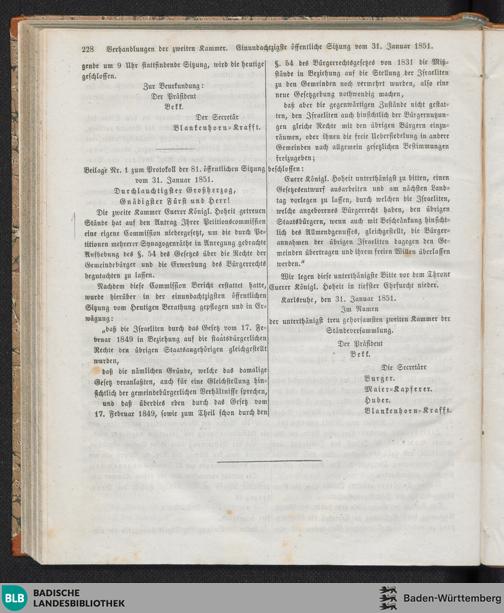 228 Verhandlungen der zweiten Kammer. Einundachtzigste öffentliche Sitzung vom 31. Januar 1851.
gende um 9 Uhr stattfindende Sitzung, wird die heutige
geschlossen.
Zur Beurkundung:
Der Präsident
Bekk.
Der Secretär
Blankenhorn-Krafft.
Beilage Nr. 1 zum Protokoll der 81. öffentlichen Sitzung
vom 31. Januar 1851.
Durchlauchtigster Großherzog,
Gnädigster Fürst und Herr!
Die zweite Kammer Euerer Königl. Hoheit getreuen
Stände hat auf den Antrag Ihrer Petitionscommission
eine eigene Commission niedergesetzt, um die durch Pe-
titionen mehrerer Synagogenräthe in Anregung gebrachte
Aufhebung des §. 54 des Gesetzes über die Rechte der
Gemeindebürger und die Erwerbung des Bürgerrechts
begutachten zu lassen.
Nachdem diese Commission Bericht erstattet hatte,
wurde hierüber in der einundachtzigsten öffentlichen
Sitzung vom Heutigen Berathung gepflogen und in Er-
wägung:
„daß die Israeliten durch das Gesetz vom 17. Fe-
bruar 1849 in Beziehung auf die staatsbürgerlichen
Rechte den übrigen Staatsangehörigen gleichgestellt
wurden,
daß die nämlichen Gründe, welche das damalige
Gesetz veranlaßten, auch für eine Gleichstellung hin-
sichtlich der gemeindebürgerlichen Verhältnisse sprechen,
und daß überdies eben durch das Gesetz vom
17. Februar 1849, sowie zum Theil schon durch den
§. 54 des Bürgerrechtsgesetzes von 1831 die Miß-
stände in Beziehung auf die Stellung der Israeliten
zu den Gemeinden noch vermehrt wurden, also eine
neue Gesetzgebung nothwendig machen,
daß aber die gegenwärtigen Zustände nicht gestat-
ten, den Israeliten auch hinsichtlich der Bürgernutzun-
gen gleiche Rechte mit den übrigen Bürgern einzu-
räumen, oder ihnen die freie Uebersiedelung in andere
Gemeinden nach allgemein gesetzlichen Bestimmungen
freizugeben;
beschlossen:
Euere Königl. Hoheit unterthänigst zu bitten, einen
Gesetzesentwurf ausarbeiten und am nächsten Land-
tag vorlegen zu lassen, durch welchen die Israeliten,
welche angebornes Bürgerrecht haben, den übrigen
Staatsbürgern, wenn auch mit Beschränkung hinsicht-
lich des Allmendgenusses, gleichgestellt, die Bürger-
annahmen der übrigen Israeliten dagegen den Ge-
meinden übertragen und ihrem freien Willen überlassen
werden."
Wir legen diese unterthänigste Bitte vor dem Throne
Euerer Königl. Hoheit in tiefster Ehrfurcht nieder.
Karlsruhe, den 31. Januar 1851.
Im Namen
der unterthänigst treu gehorsamsten zweiten Kammer der
Ständeversammlung.
Der Präsident
Bekk.
Die Secretäre
Burger.
Maier-Kapferer.
Huber.
Blankenhorn-Krafft.
BLB BADISCHE
LANDESBIBLIOTHEK
Baden-Württemberg